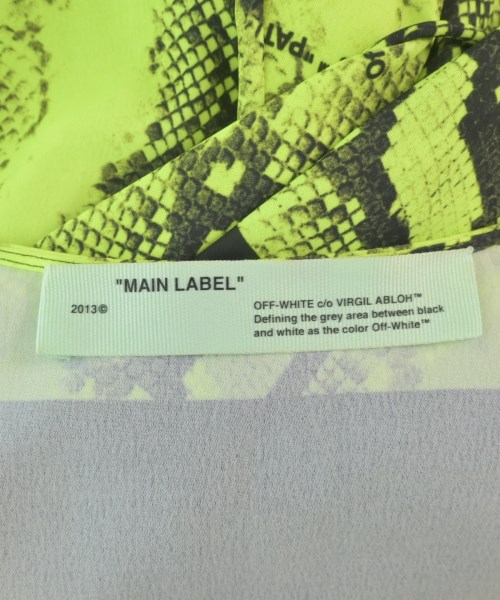 "PAT
"MAIN LABEL"
2013©
OFF-WHITE c/o VIRGIL ABLOH™
Defining the grey area between black
and white as the color Off-White™